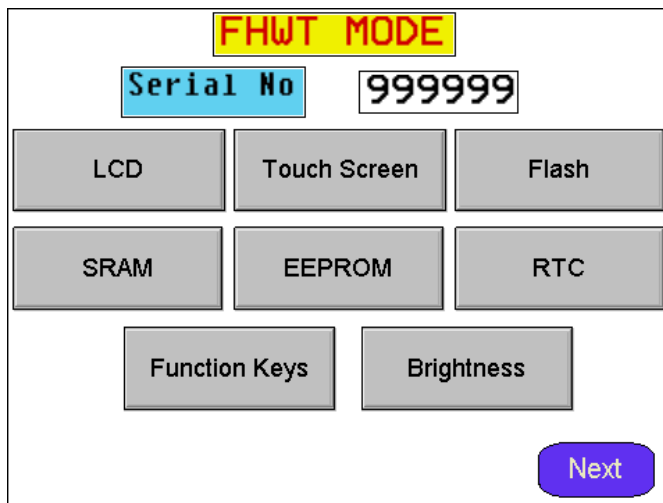 FHWT MODE
Serial No 999999
LCD Touch Screen Flash
SRAM EEPROM RTC
Function Keys Brightness
Next